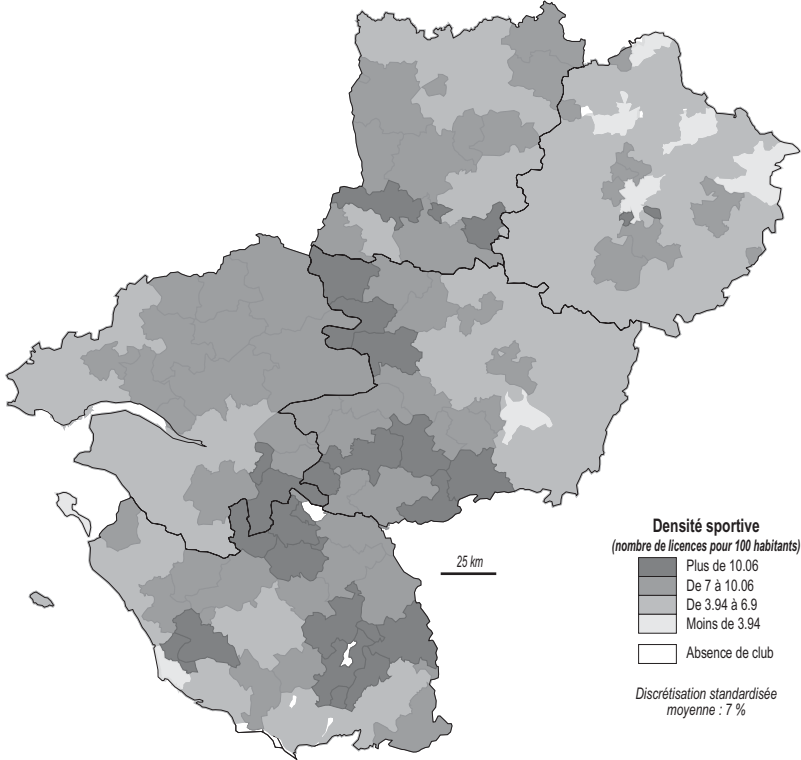 25 km
Densité sportive
(nombre de licences pour 100 habitants)
Plus de 10.06
De 7 à 10.06
De 3.94 à 6.9
Moins de 3.94
Absence de club
Discrétisation standardisée
moyenne : 7 %